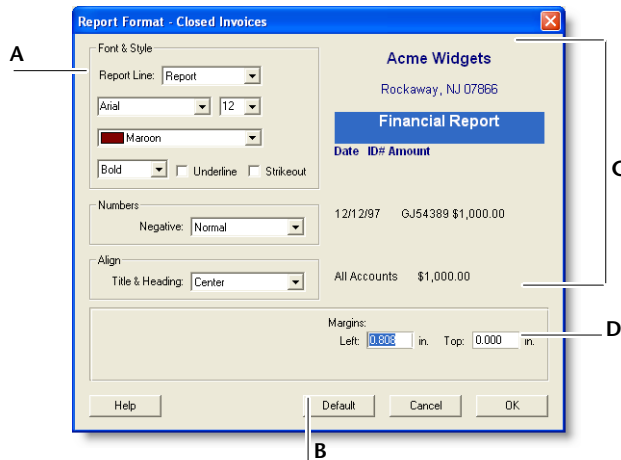 Report Format - Closed Invoices
A
Font & Style
Report Line: Report
Arial 12
Maroon
Bold Underline Strikeout
Numbers
Negative: Normal
Align
Title & Heading: Center
Acme Widgets
Rockaway, NJ 07866
Financial Report
Date ID# Amount
C
12/12/97 GJ54389 $1,000.00
All Accounts $1,000.00
Margins:
Left: 0.808 in. Top: 0.000 in.
D
Help Default Cancel OK
B